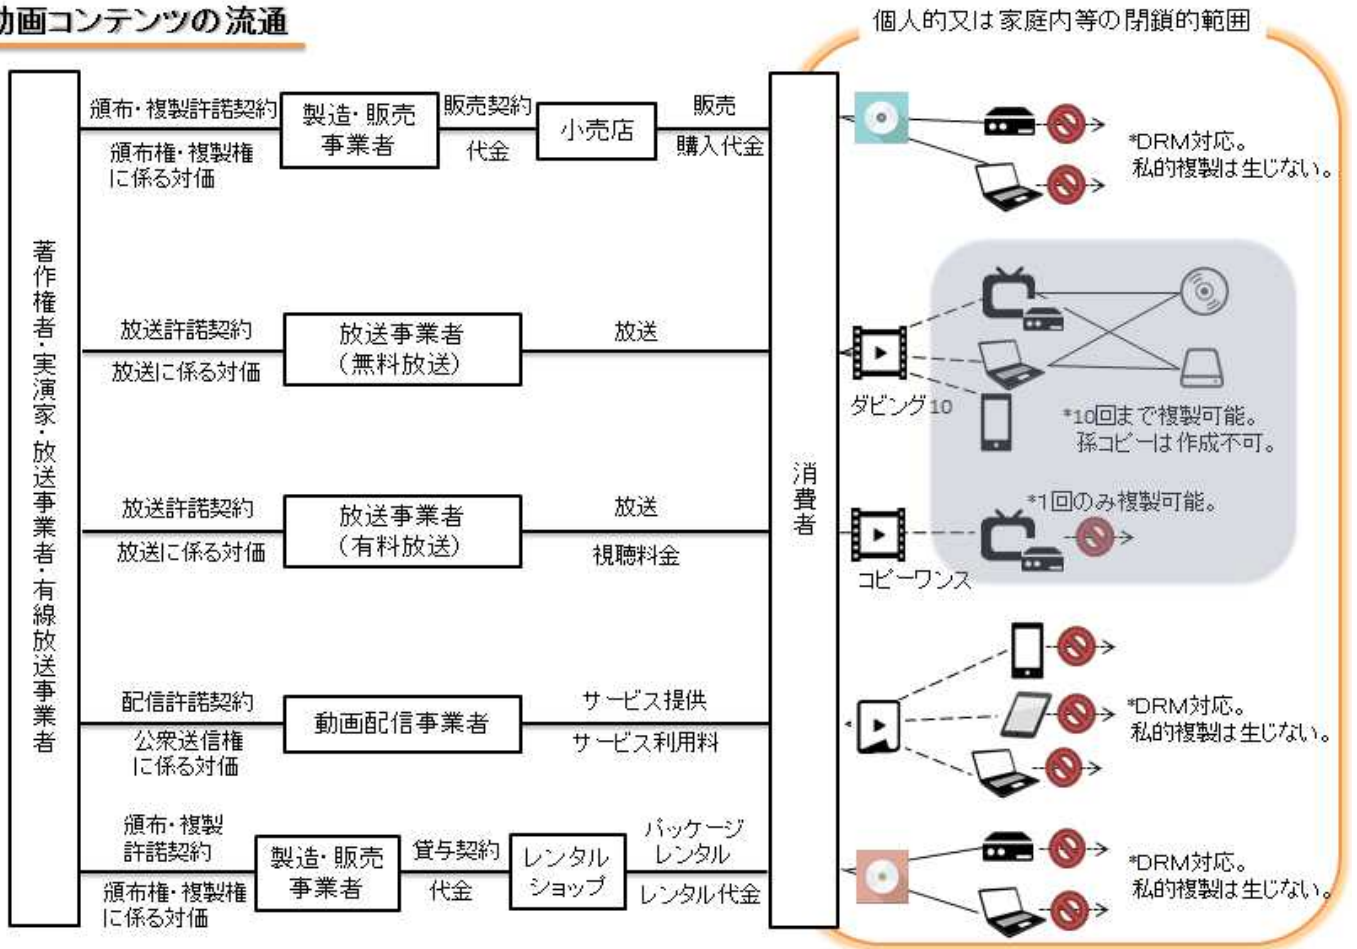 動画コンテンツの流通
個人的又は家庭内等の閉鎖的範囲
著作権者・実演家・放送事業者・有線放送事業者
消費者
頒布・複製許諾契約
頒布権・複製権
に係る対価
製造・販売
事業者
販売契約
代金
小売店
販売
購入代金
*DRM対応。
私的複製は生じない。
放送許諾契約
放送に係る対価
放送事業者
(無料放送)
放送
ダビング10
*10回まで複製可能。
孫コピーは作成不可。
放送許諾契約
放送に係る対価
放送事業者
(有料放送)
放送
視聴料金
コピーワンス
*1回のみ複製可能。
配信許諾契約
公衆送信権
に係る対価
動画配信事業者
サービス提供
サービス利用料
*DRM対応。
私的複製は生じない。
頒布・複製
許諾契約
頒布権・複製権
に係る対価
製造・販売
事業者
貸与契約
代金
レンタル
ショップ
パッケージ
レンタル
レンタル代金
*DRM対応。
私的複製は生じない。